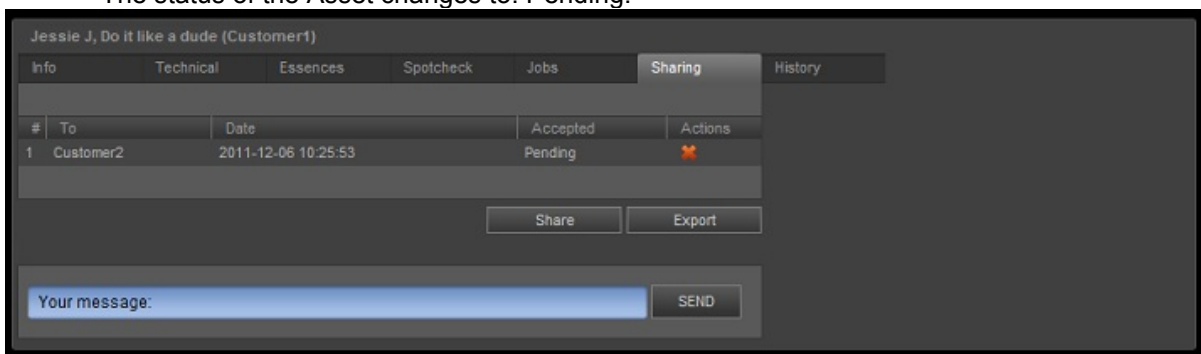 The status of the Asset changes to: Pending.
Jessie J, Do it like a dude (Customer1)
Info Technical Essences Spotcheck Jobs Sharing History
# To Date Accepted Actions
1 Customer2 2011-12-06 10:25:53 Pending
Share Export
Your message: SEND